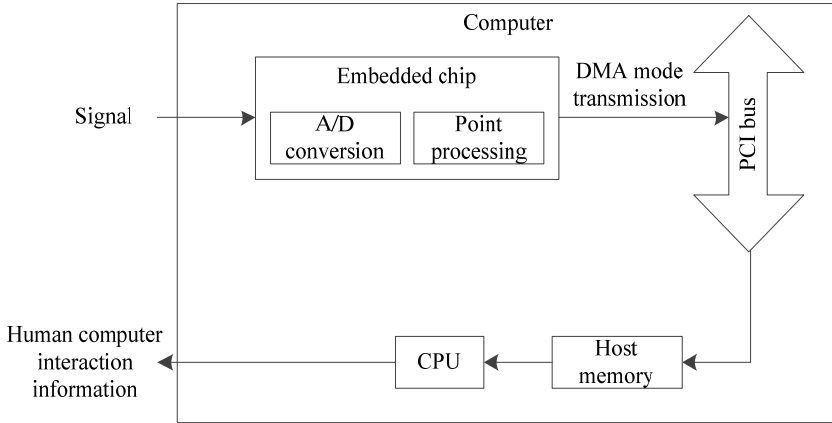 Computer
Embedded chip
DMA mode
transmission
Signal
A/D
conversion
Point
processing
PCI bus
Human computer
interaction
information
CPU
Host
memory